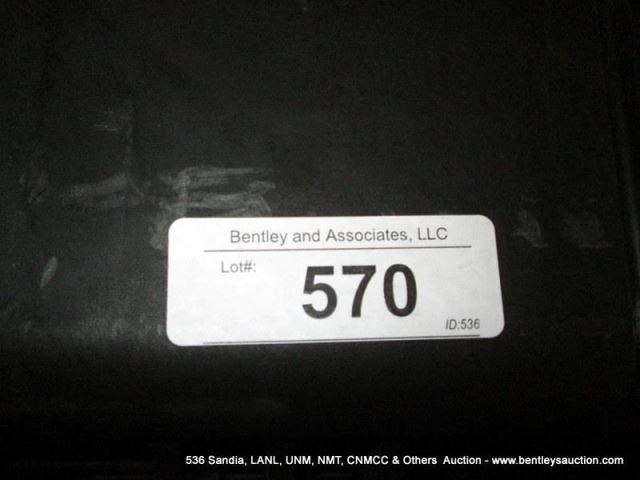 Bentley and Associates, LLC
Lot#:
570
ID:536
536 Sandia, LANL, UNM, NMT, CNMCC & Others Auction - www.bentleysauction.com